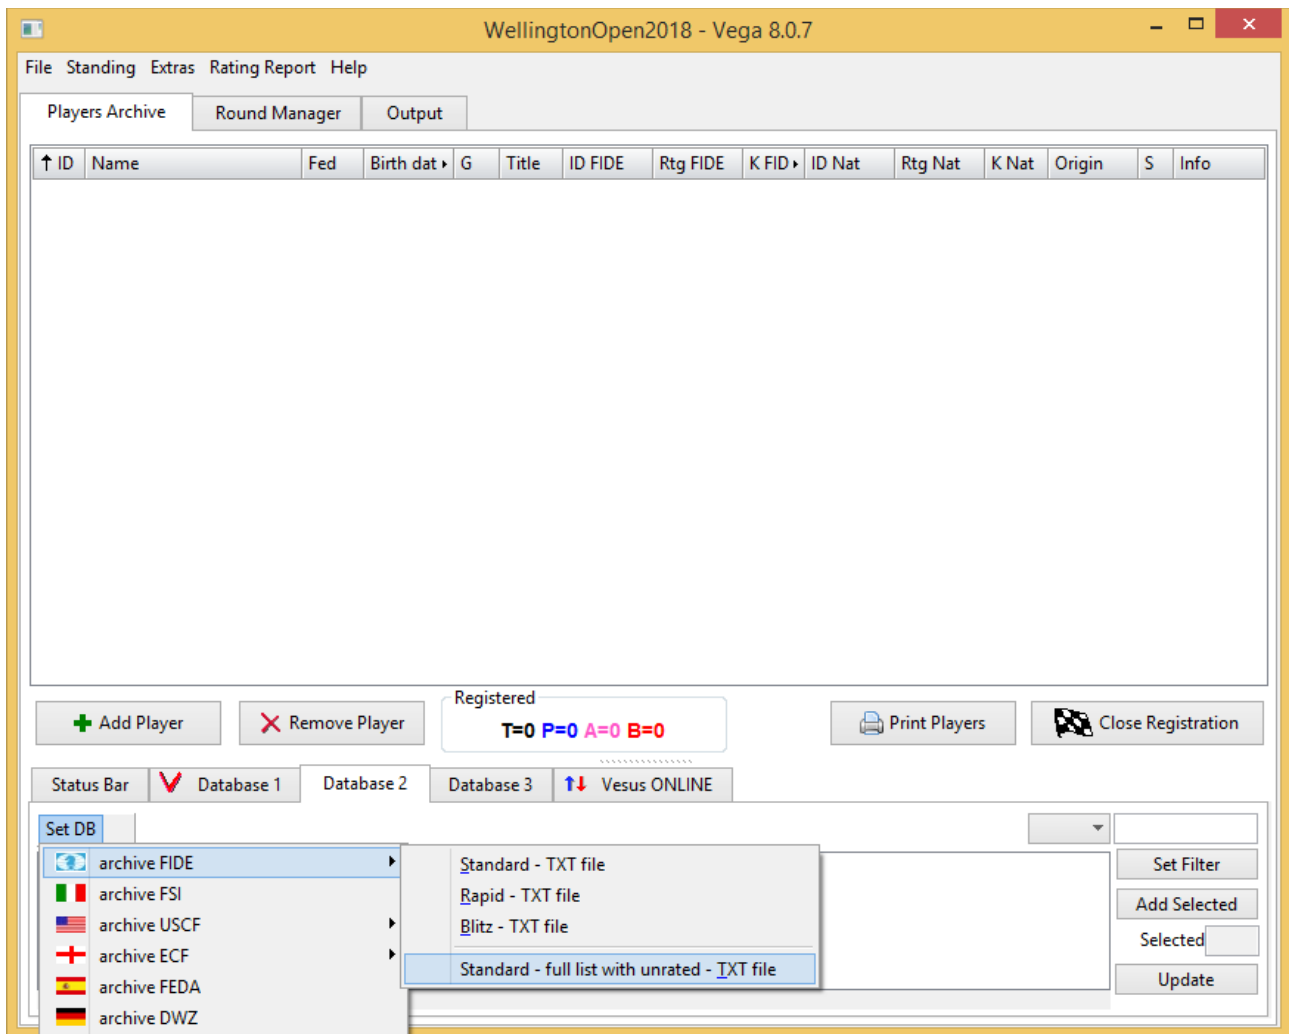 WellingtonOpen2018 - Vega 8.0.7
File Standing Extras Rating Report Help
Players Archive Round Manager Output
ID Name Fed Birth dat G Title ID FIDE Rtg FIDE K FID ID Nat Rtg Nat K Nat Origin S Info
Registered
Add Player Remove Player T=0 P=0 A=0 B=0 Print Players Close Registration
Status Bar Database 1 Database 2 Database 3 Vesus ONLINE
Set DB
archive FIDE Standard - TXT file Set Filter
archive FSI Rapid - TXT file Add Selected
archive USCF Blitz - TXT file Selected
archive ECF Standard - full list with unrated - TXT file Update
archive FEDA
archive DWZ